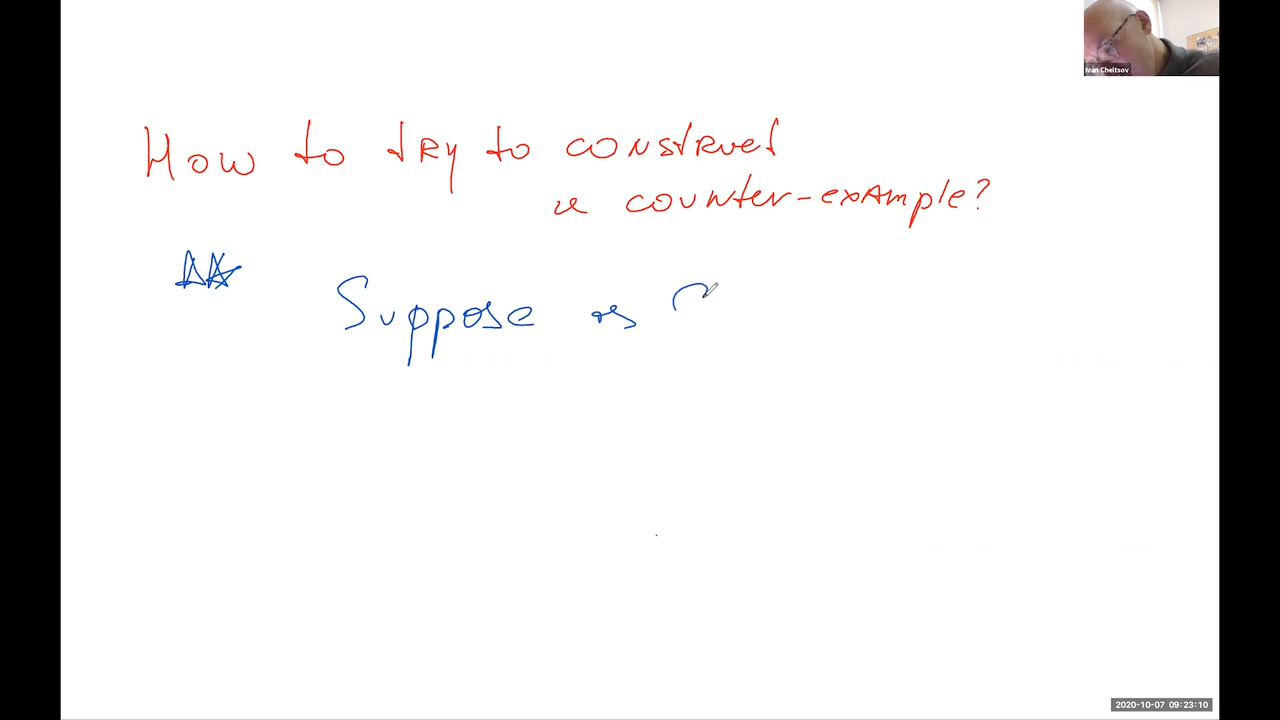 Ivan Cheltsov
How to try to construct
a counter-example?
Suppose
2020-10-07 09:23:10